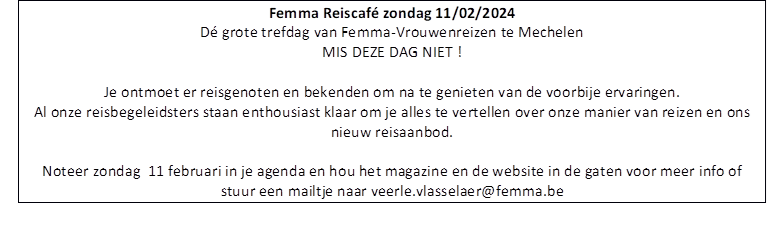 Femma Reiscafé zondag 11/02/2024
Dé grote trefdag van Femma-Vrouwenreizen te Mechelen
MIS DEZE DAG NIET !
Je ontmoet er reisgenoten en bekenden om na te genieten van de voorbije ervaringen.
Al onze reisbegeleidsters staan enthousiast klaar om je alles te vertellen over onze manier van reizen en ons
nieuw reisaanbod.
Noteer zondag  11 februari in je agenda en hou het magazine en de website in de gaten voor meer info of
stuur een mailtje naar veerle.vlasselaer@femma.be